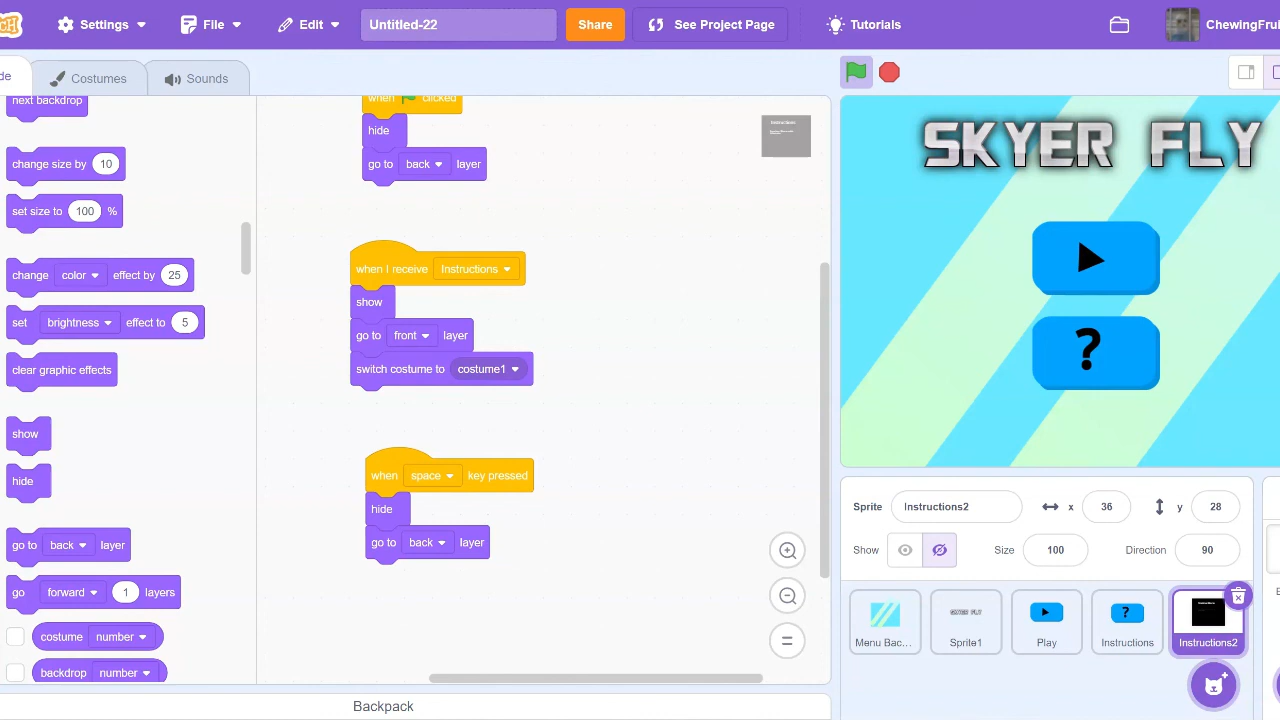 Settings File Edit Untitled-22 Share See Project Page Tutorials
Costumes Sounds
next backdrop
change size by 10
set size to 100 %
change color effect by 25
set brightness effect to 5
clear graphic effects
show
hide
go to back layer
go forward 1 layers
costume number
backdrop number
when clicked
hide
go to back layer
when I receive Instructions
show
go to front layer
switch costume to costume1
when space key pressed
hide
go to back layer
Backpack
SKYER FLY
?
Sprite Instructions2 x 36 y 28
Show Size 100 Direction 90
SKYER FLY ?
Menu Bac... Sprite1 Play Instructions Instructions2